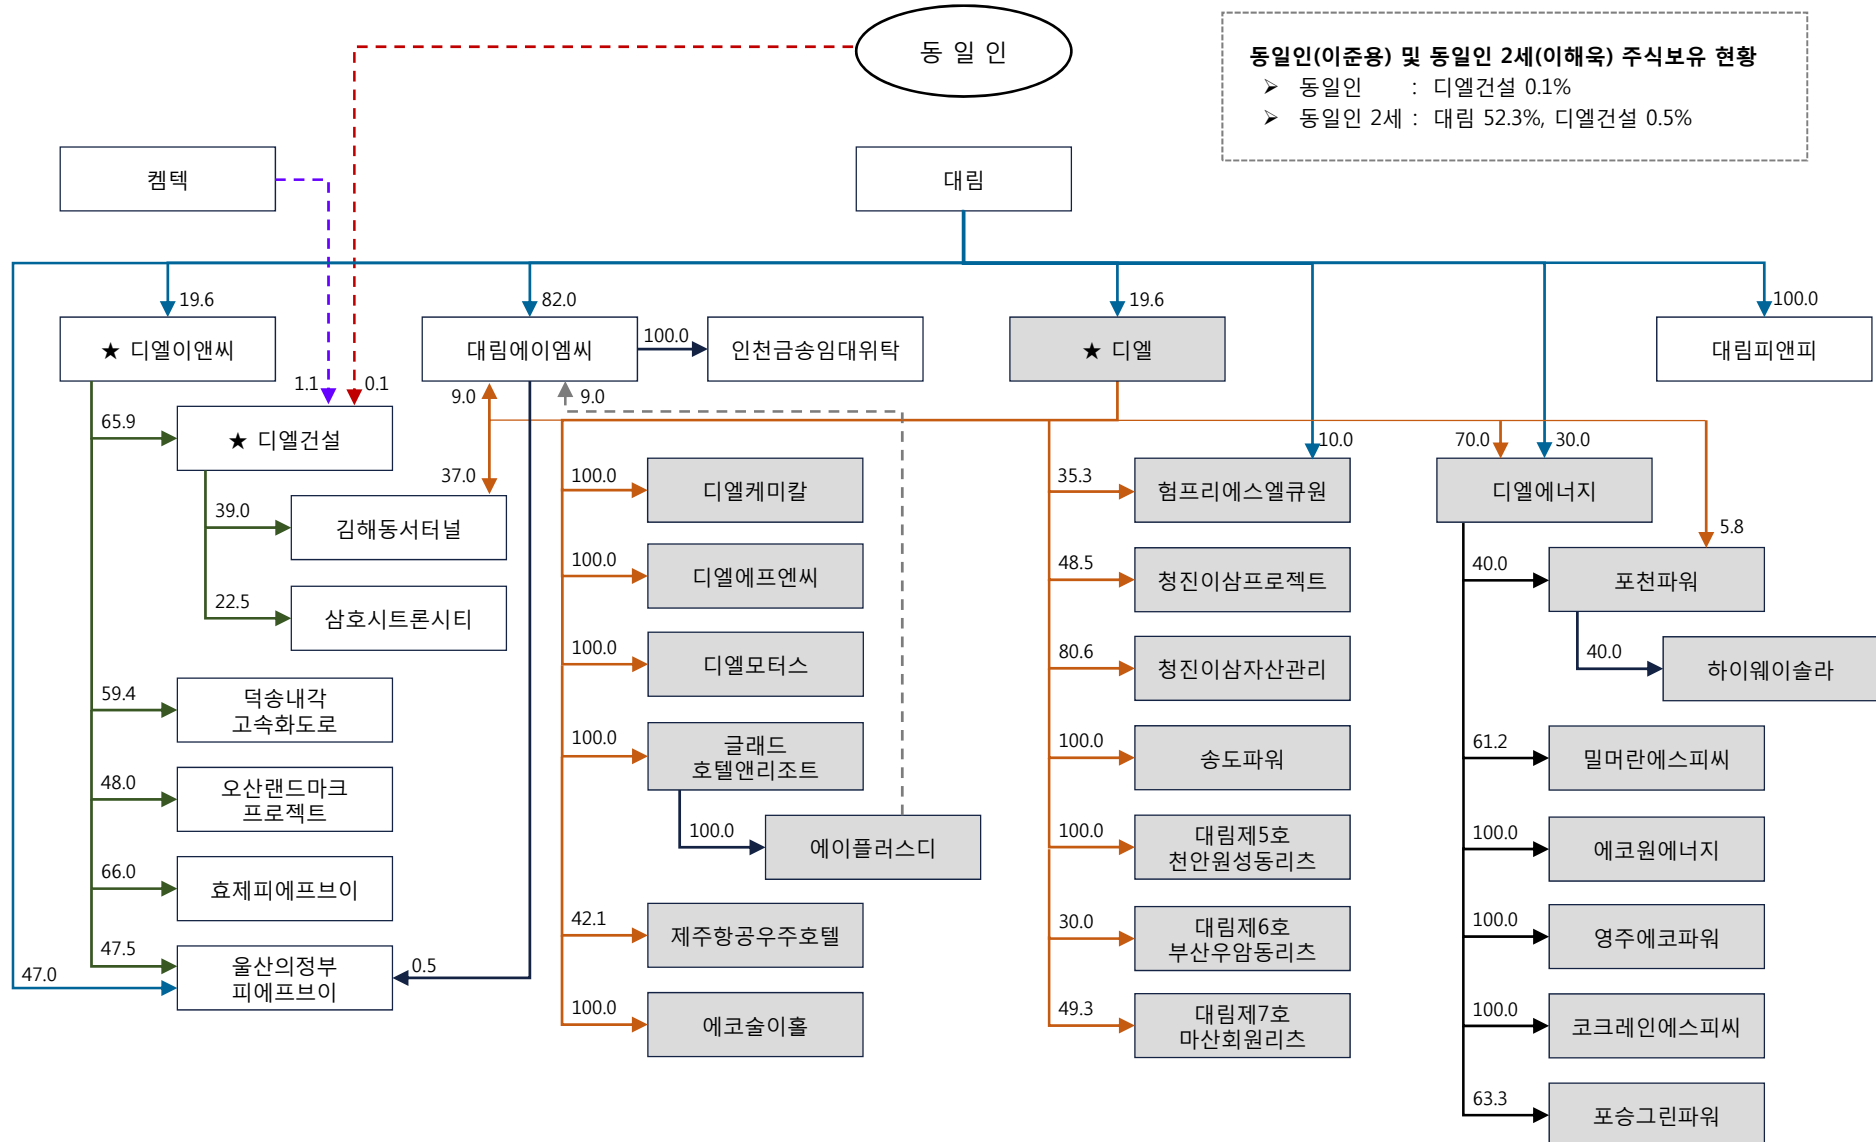 동 일 인
동일인(이준용) 및 동일인 2세(이해욱) 주식보유 현황
➢ 동일인 : 디엘건설 0.1%
➢ 동일인 2세 : 대림 52.3%, 디엘건설 0.5%
켐텍
대림
19.6
82.0
19.6
100.0
★ 디엘이앤씨
대림에이엠씨
100.0
인천금송임대위탁
★ 디엘
대림피앤피
1.1
0.1
9.0
9.0
65.9
★ 디엘건설
10.0
70.0
30.0
37.0
100.0
디엘케미칼
35.3
험프리에스엘큐원
디엘에너지
39.0
김해동서터널
5.8
100.0
디엘에프엔씨
48.5
청진이삼프로젝트
40.0
포천파워
22.5
삼호시트론시티
100.0
디엘모터스
80.6
청진이삼자산관리
40.0
하이웨이솔라
59.4
덕송내각
고속화도로
100.0
글래드
호텔앤리조트
100.0
송도파워
61.2
밀머란에스피씨
48.0
오산랜드마크
프로젝트
100.0
에이플러스디
100.0
대림제5호
천안원성동리츠
100.0
에코원에너지
66.0
효제피에프브이
42.1
제주항공우주호텔
30.0
대림제6호
부산우암동리츠
100.0
영주에코파워
47.5
47.0
울산의정부
피에프브이
0.5
100.0
에코술이홀
49.3
대림제7호
마산회원리츠
100.0
코크레인에스피씨
63.3
포승그린파워